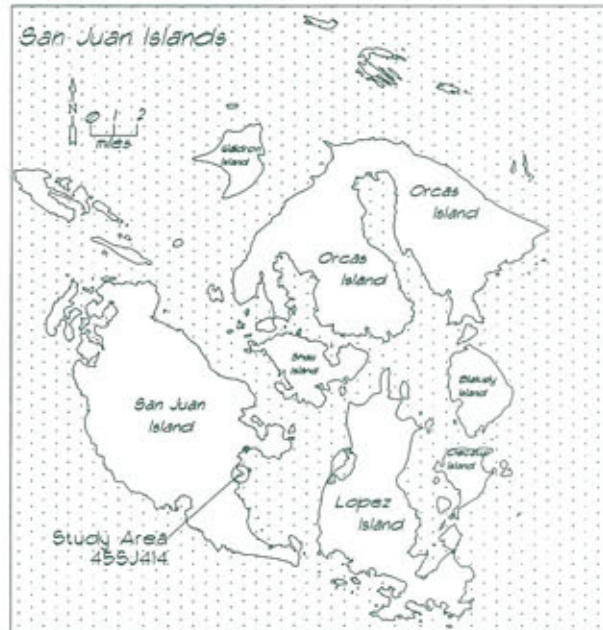 San Juan Islands
N
0 1 2
miles
Waldron
Island
Orcas
Island
Orcas
Island
Shaw
Island
San Juan
Island
Blakely
Island
Island
Lopez
Island
Study Area
45SJ414